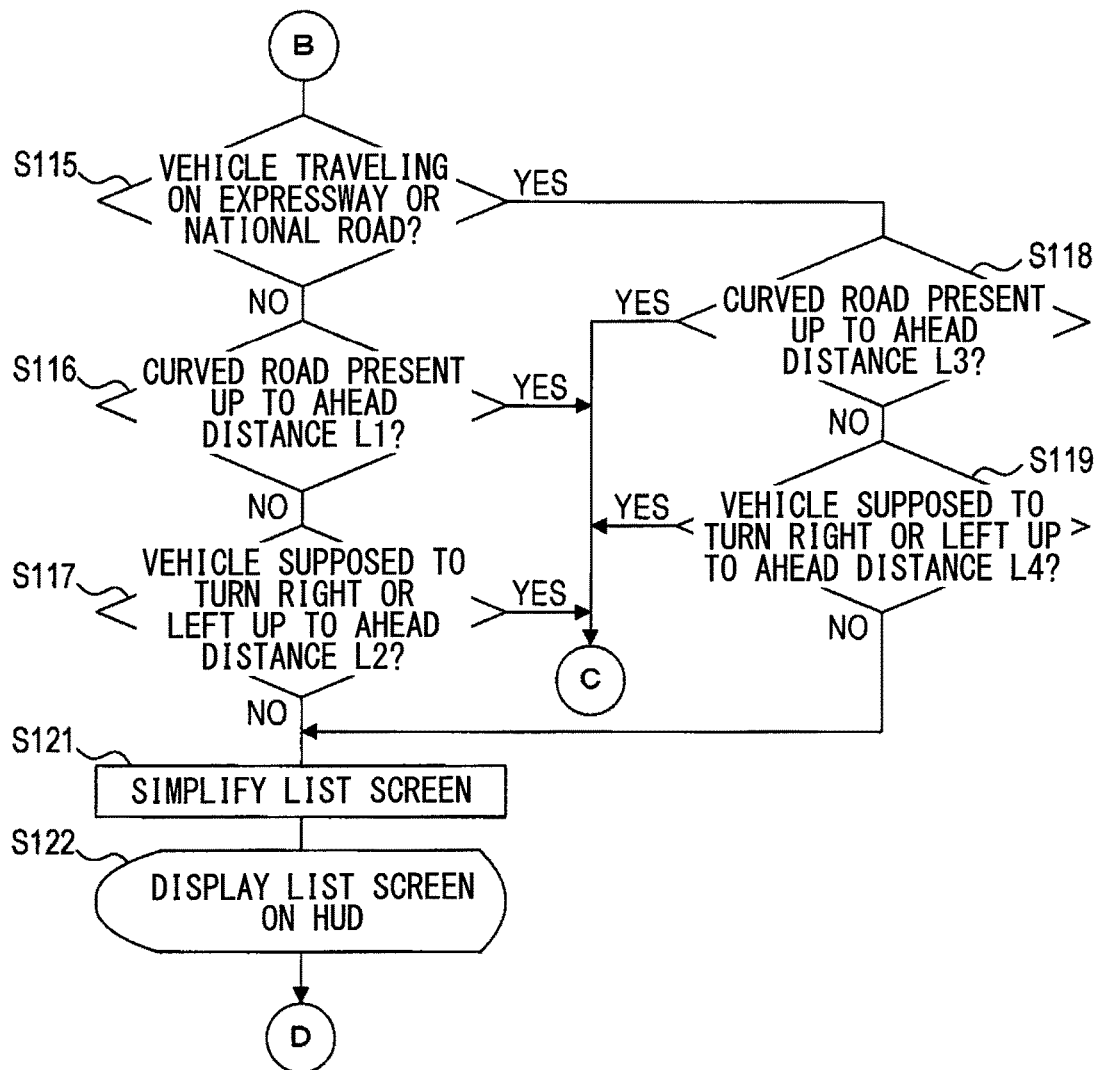 B
S115
VEHICLE TRAVELING
ON EXPRESSWAY OR
NATIONAL ROAD?
YES
NO
S118
CURVED ROAD PRESENT
UP TO AHEAD
DISTANCE L3?
YES
NO
S116
CURVED ROAD PRESENT
UP TO AHEAD
DISTANCE L1?
YES
NO
S119
VEHICLE SUPPOSED TO
TURN RIGHT OR LEFT UP
TO AHEAD DISTANCE L4?
YES
NO
S117
VEHICLE SUPPOSED TO
TURN RIGHT OR
LEFT UP TO AHEAD
DISTANCE L2?
YES
NO
C
S121
SIMPLIFY LIST SCREEN
S122
DISPLAY LIST SCREEN
ON HUD
D